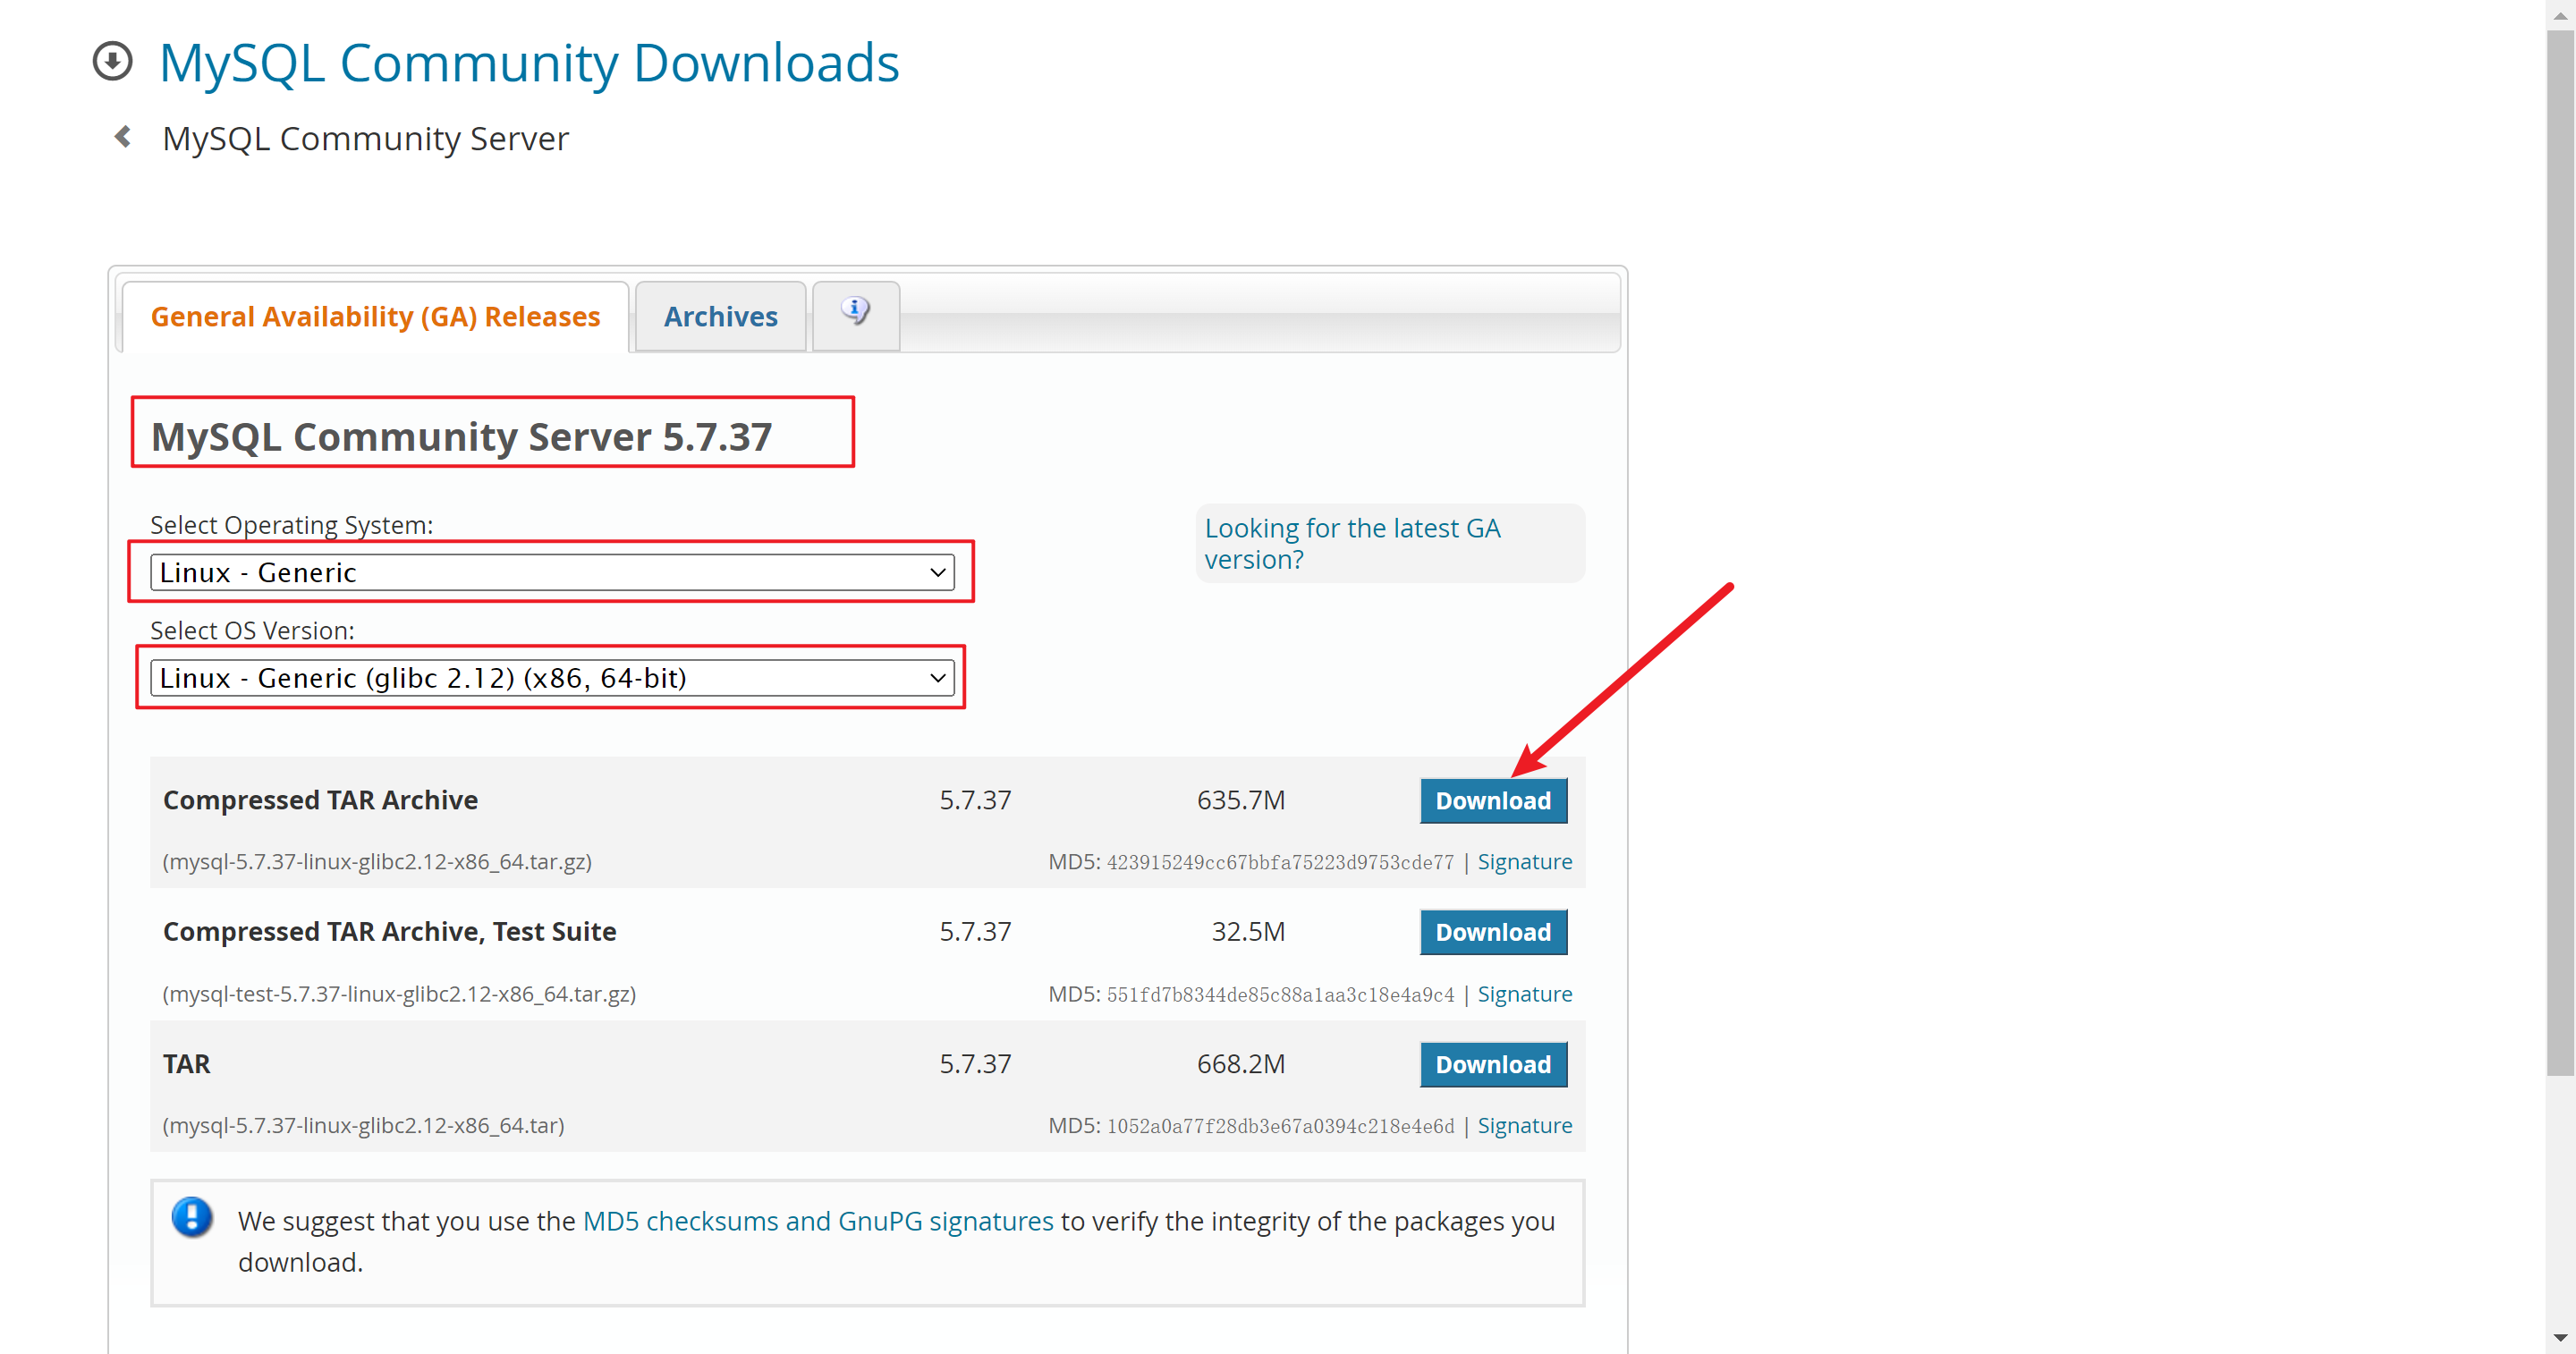 MySQL Community Downloads
MySQL Community Server
General Availability (GA) Releases
Archives
MySQL Community Server 5.7.37
Select Operating System:
Linux - Generic
Looking for the latest GA
version?
Select OS Version:
Linux - Generic (glibc 2.12) (x86, 64-bit)
Compressed TAR Archive 5.7.37 635.7M Download
(mysql-5.7.37-linux-glibc2.12-x86_64.tar.gz) MD5: 423915249cc67bbfa75223d9753cde77 | Signature
Compressed TAR Archive, Test Suite 5.7.37 32.5M Download
(mysql-test-5.7.37-linux-glibc2.12-x86_64.tar.gz) MD5: 551fd7b8344de85c88a1aa3c18e4a9c4 | Signature
TAR 5.7.37 668.2M Download
(mysql-5.7.37-linux-glibc2.12-x86_64.tar) MD5: 1052a0a77f28db3e67a0394c218e4e6d | Signature
We suggest that you use the MD5 checksums and GnuPG signatures to verify the integrity of the packages you
download.